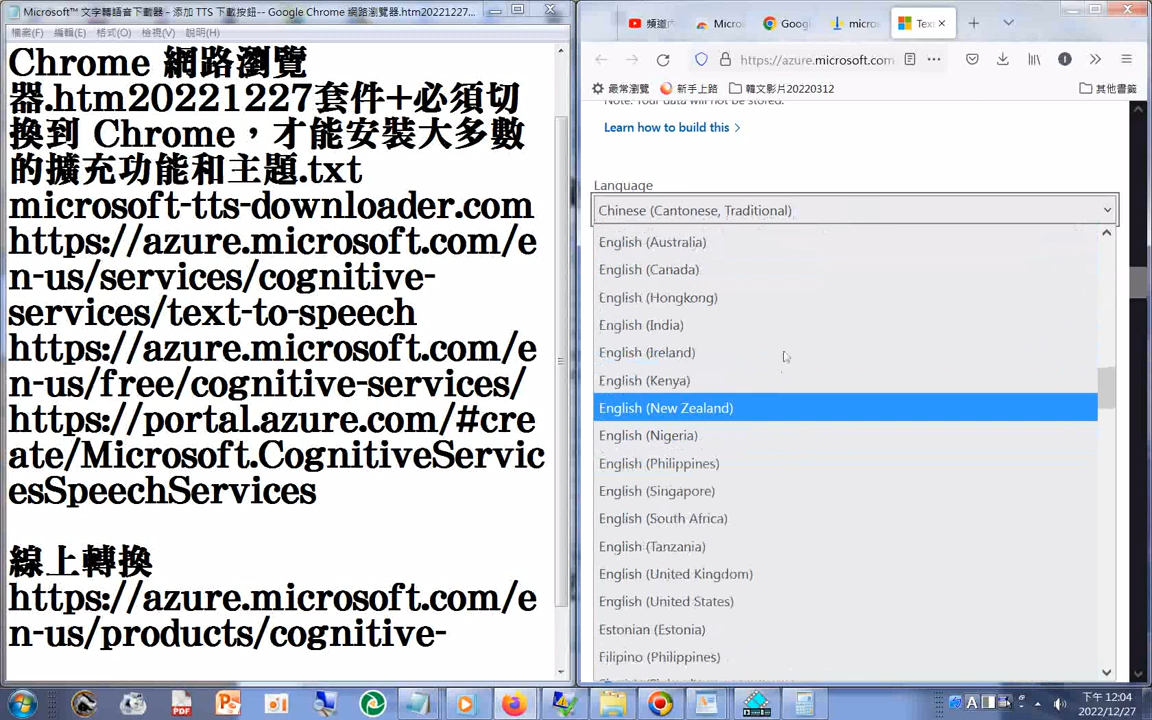 Microsoft™ 文字轉語音下載器 - 添加 TTS 下載按鈕-- Google Chrome 網路瀏覽器.htm20221227...
檔案(F) 編輯(E) 格式(O) 檢視(V) 說明(H)
Chrome 網路瀏覽
器.htm20221227套件+必須切
換到 Chrome，才能安裝大多數
的擴充功能和主題.txt
microsoft-tts-downloader.com
https://azure.microsoft.com/e
n-us/services/cognitive-
services/text-to-speech
https://azure.microsoft.com/e
n-us/free/cognitive-services/
https://portal.azure.com/#cre
ate/Microsoft.CognitiveServic
esSpeechServices
線上轉換
https://azure.microsoft.com/e
n-us/products/cognitive-
頻道 Micro Goog micros Tex
https://azure.microsoft.com
最常瀏覽 新手上路 韓文影片20220312 其他書籤
Note: Your data will not be stored.
Learn how to build this >
Language
Chinese (Cantonese, Traditional)
English (Australia)
English (Canada)
English (Hongkong)
English (India)
English (Ireland)
English (Kenya)
English (New Zealand)
English (Nigeria)
English (Philippines)
English (Singapore)
English (South Africa)
English (Tanzania)
English (United Kingdom)
English (United States)
Estonian (Estonia)
Filipino (Philippines)
PDF
A
下午 12:04
2022/12/27